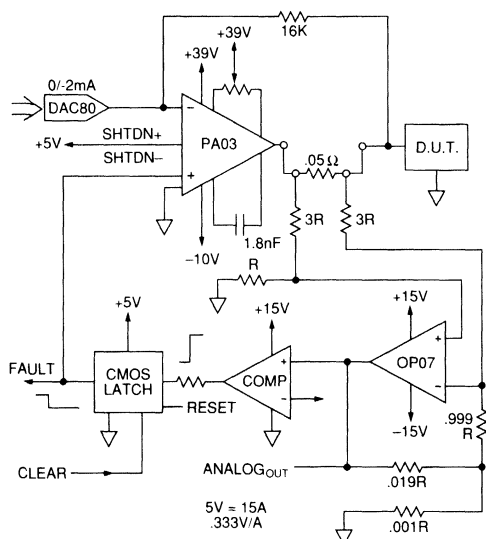 16K
+39V
+39V
0/-2mA
DAC80
−
SHTDN+
+5V
PA03
SHTDN−
+
.05 Ω
D.U.T.
3R
3R
1.8nF
−10V
R
+5V
+15V
+15V
+
FAULT
CMOS
LATCH
COMP
+
−
OP07
−
RESET
−15V
.999
R
CLEAR
ANALOGOUT
.019R
5V = 15A
.333V/A
.001R